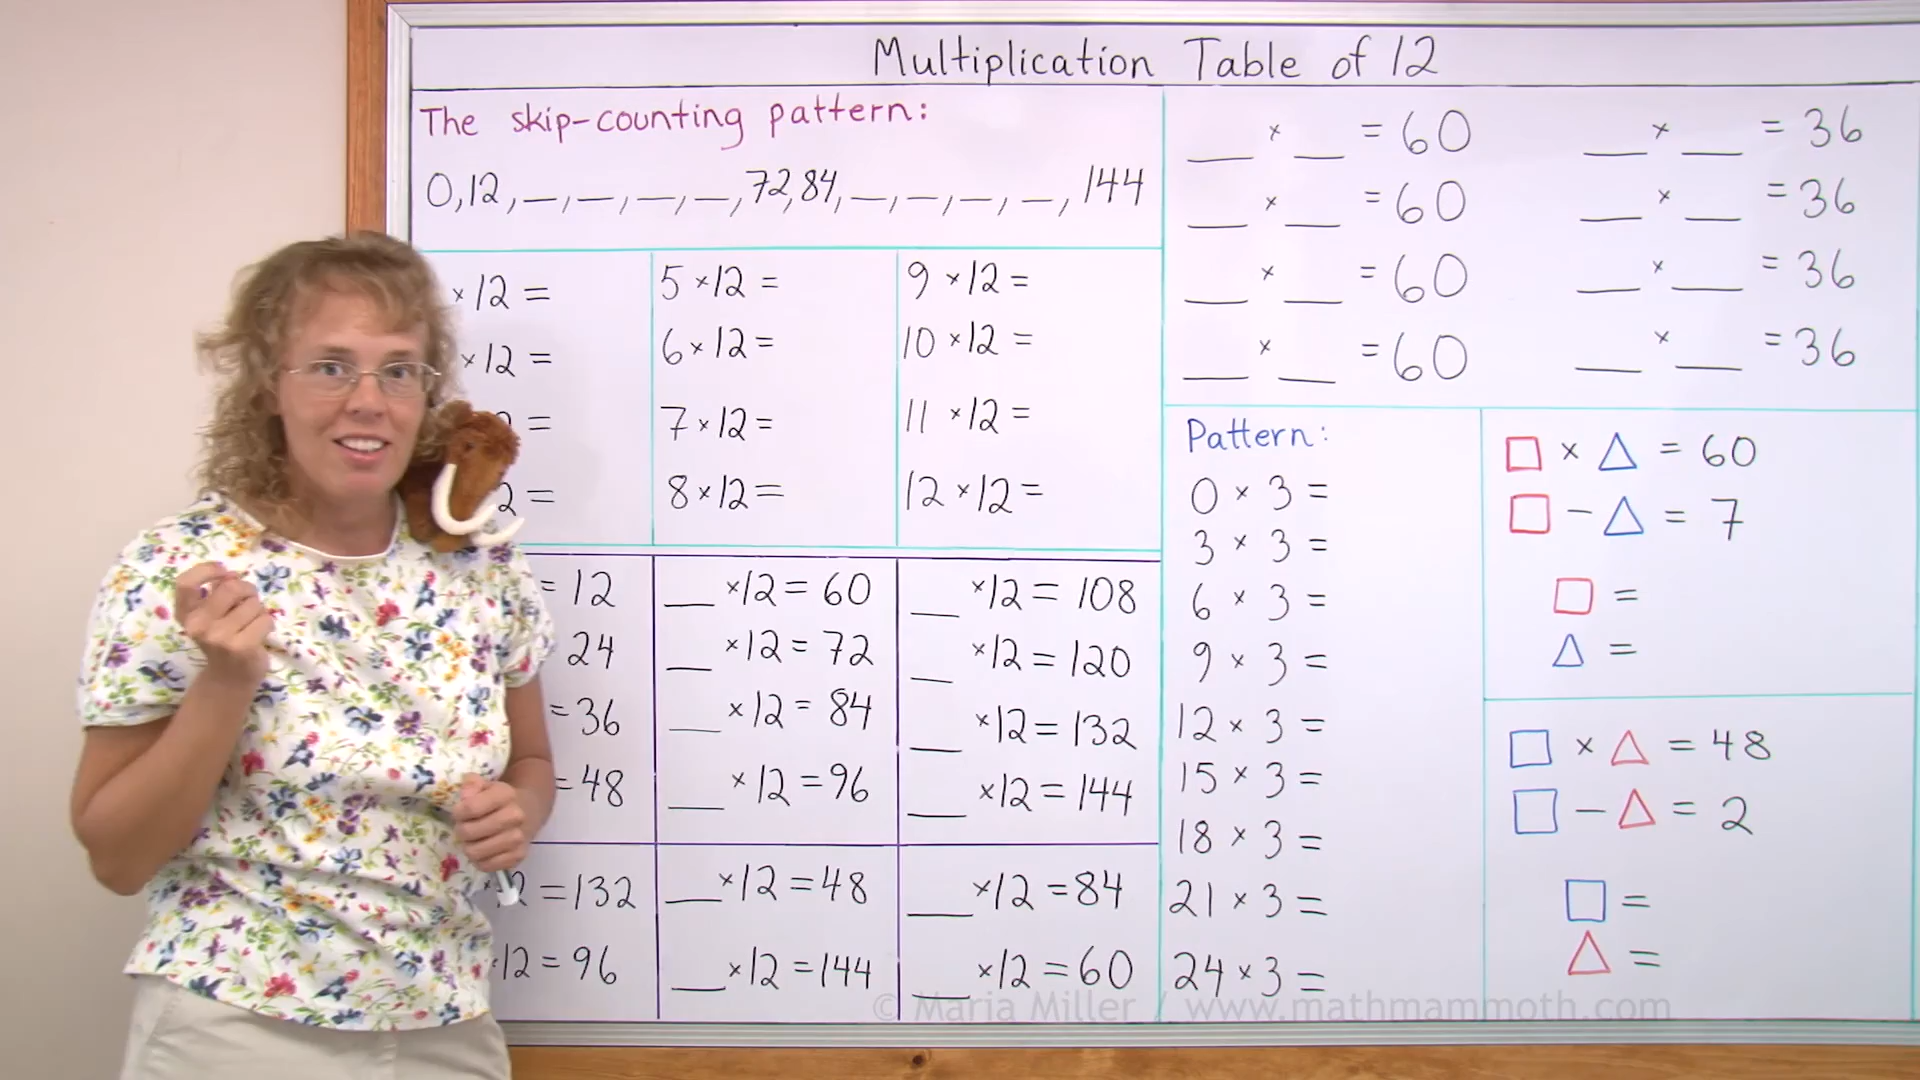 Multiplication Table of 12
The skip-counting pattern:
0, 12, __, __, __, __, 72, 84, __, __, __, __, 144
× 12 =
× 12 =
=
2 =
5 × 12 =
6 × 12 =
7 × 12 =
8 × 12 =
9 × 12 =
10 × 12 =
11 × 12 =
12 × 12 =
= 12
24
= 36
= 48
__ × 12 = 60
__ × 12 = 72
__ × 12 = 84
__ × 12 = 96
__ × 12 = 108
__ × 12 = 120
__ × 12 = 132
__ × 12 = 144
× 12 = 132
12 = 96
__ × 12 = 48
__ × 12 = 144
__ × 12 = 84
__ × 12 = 60
__ × __ = 60
__ × __ = 60
__ × __ = 60
__ × __ = 60
__ × __ = 36
__ × __ = 36
__ × __ = 36
__ × __ = 36
Pattern:
0 × 3 =
3 × 3 =
6 × 3 =
9 × 3 =
12 × 3 =
15 × 3 =
18 × 3 =
21 × 3 =
24 × 3 =
□ × △ = 60
□ − △ = 7
□ =
△ =
□ × △ = 48
□ − △ = 2
□ =
△ =
© Maria Miller / www.mathmammoth.com